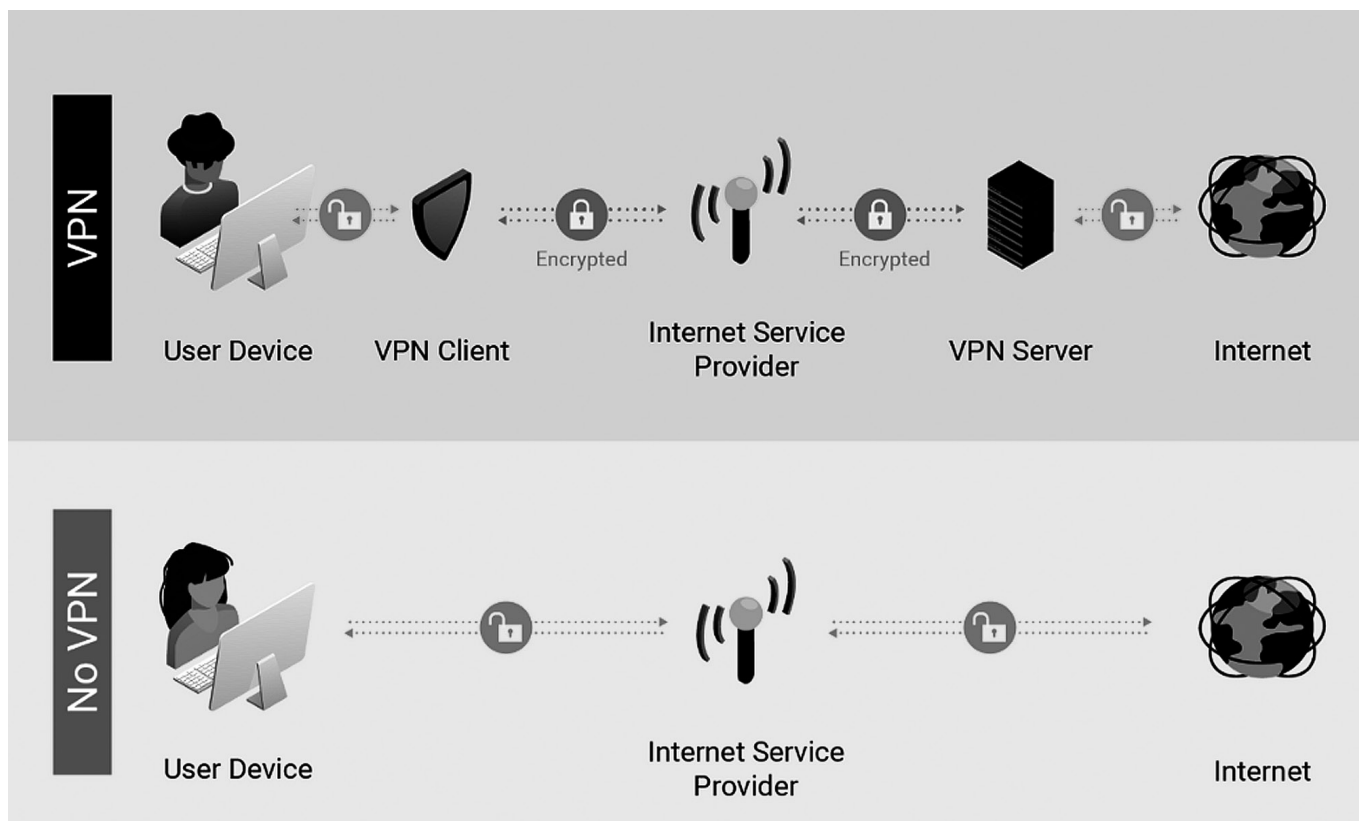 VPN
Encrypted
Encrypted
User Device
VPN Client
Internet Service
Provider
VPN Server
Internet
No VPN
User Device
Internet Service
Provider
Internet